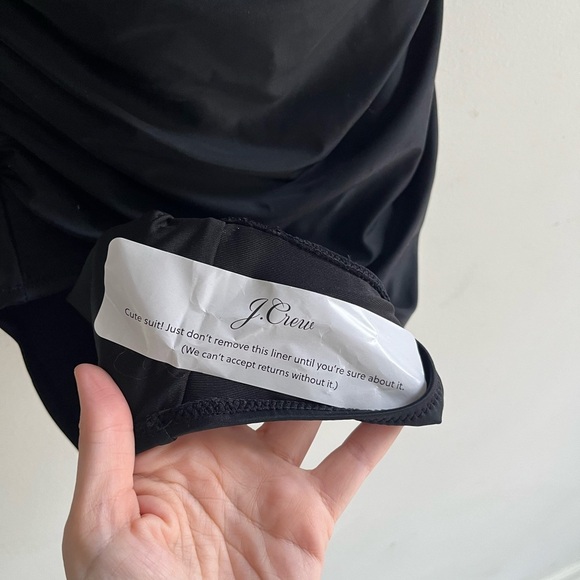 J.Crew
Cute suit! Just don't remove this liner until you're sure about it.
(We can't accept returns without it.)